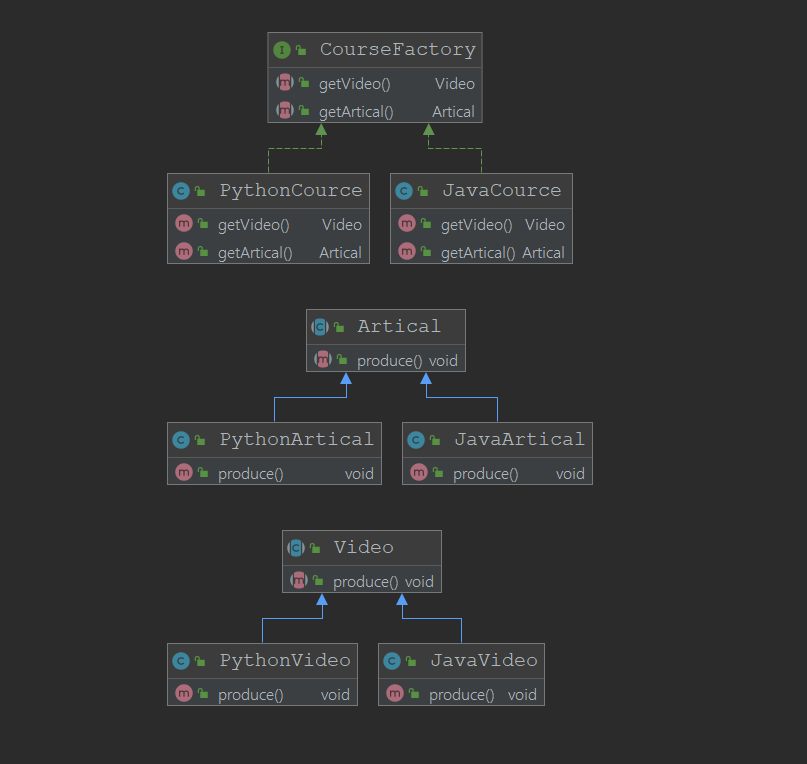 I CourseFactory
m getVideo() Video
m getArtical() Artical
C PythonCource
m getVideo() Video
m getArtical() Artical
C JavaCource
m getVideo() Video
m getArtical() Artical
C Artical
m produce() void
C PythonArtical
m produce() void
C JavaArtical
m produce() void
C Video
m produce() void
C PythonVideo
m produce() void
C JavaVideo
m produce() void